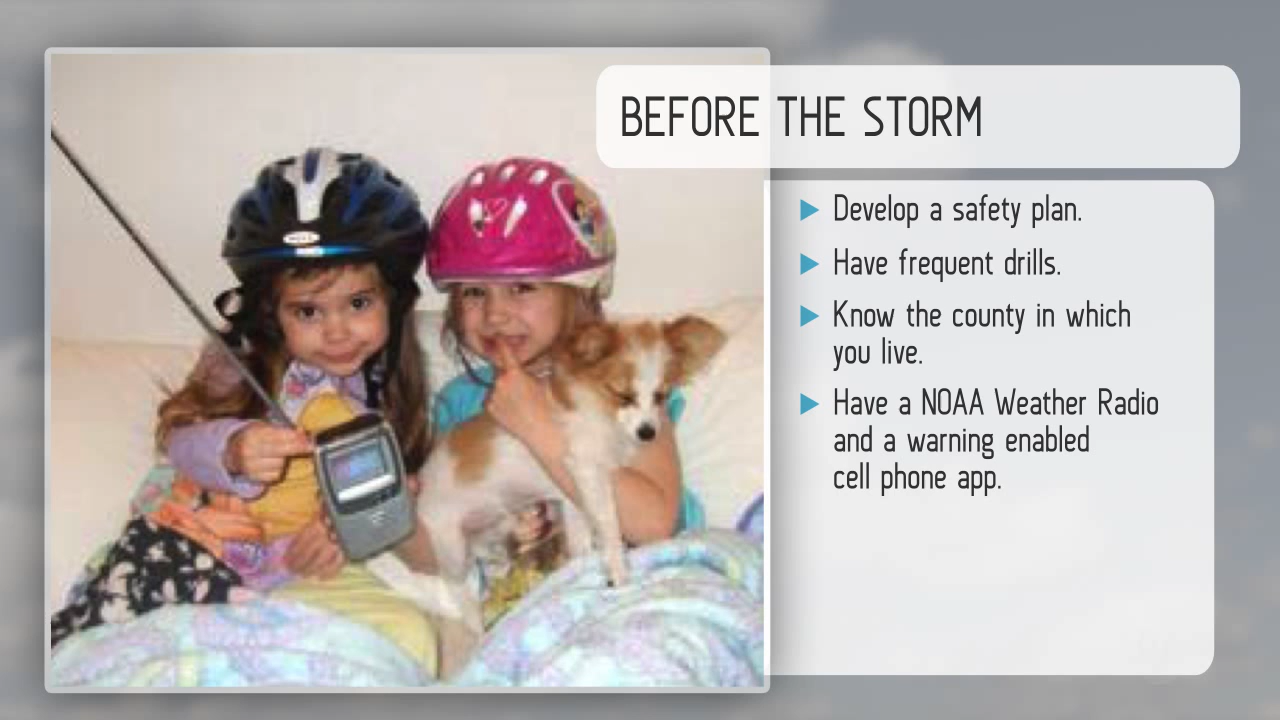 BEFORE THE STORM
Develop a safety plan.
Have frequent drills.
Know the county in which
you live.
Have a NOAA Weather Radio
and a warning enabled
cell phone app.